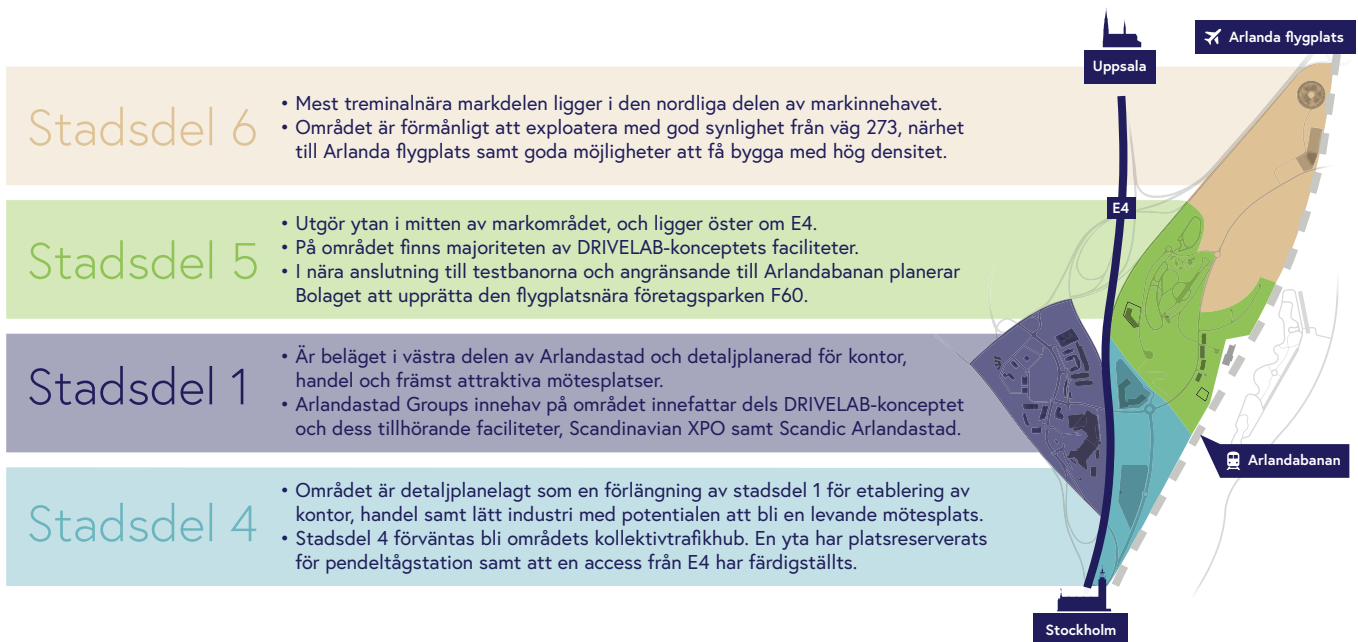 Uppsala
Arlanda flygplats
Stadsdel 6
• Mest treminalnära markdelen ligger i den nordliga delen av markinnehavet.
• Området är förmånligt att exploatera med god synlighet från väg 273, närhet
till Arlanda flygplats samt goda möjligheter att få bygga med hög densitet.
E4
Stadsdel 5
• Utgör ytan i mitten av markområdet, och ligger öster om E4.
• På området finns majoriteten av DRIVELAB-konceptets faciliteter.
• I nära anslutning till testbanorna och angränsande till Arlandabanan planerar
Bolaget att upprätta den flygplatsnära företagsparken F60.
Stadsdel 1
• Är beläget i västra delen av Arlandastad och detaljplanerad för kontor,
handel och främst attraktiva mötesplatser.
• Arlandastad Groups innehav på området innefattar dels DRIVELAB-konceptet
och dess tillhörande faciliteter, Scandinavian XPO samt Scandic Arlandastad.
Arlandabanan
Stadsdel 4
• Området är detaljplanelagt som en förlängning av stadsdel 1 för etablering av
kontor, handel samt lätt industri med potentialen att bli en levande mötesplats.
• Stadsdel 4 förväntas bli områdets kollektivtrafikhub. En yta har platsreserverats
för pendeltågstation samt att en access från E4 har färdigställts.
Stockholm